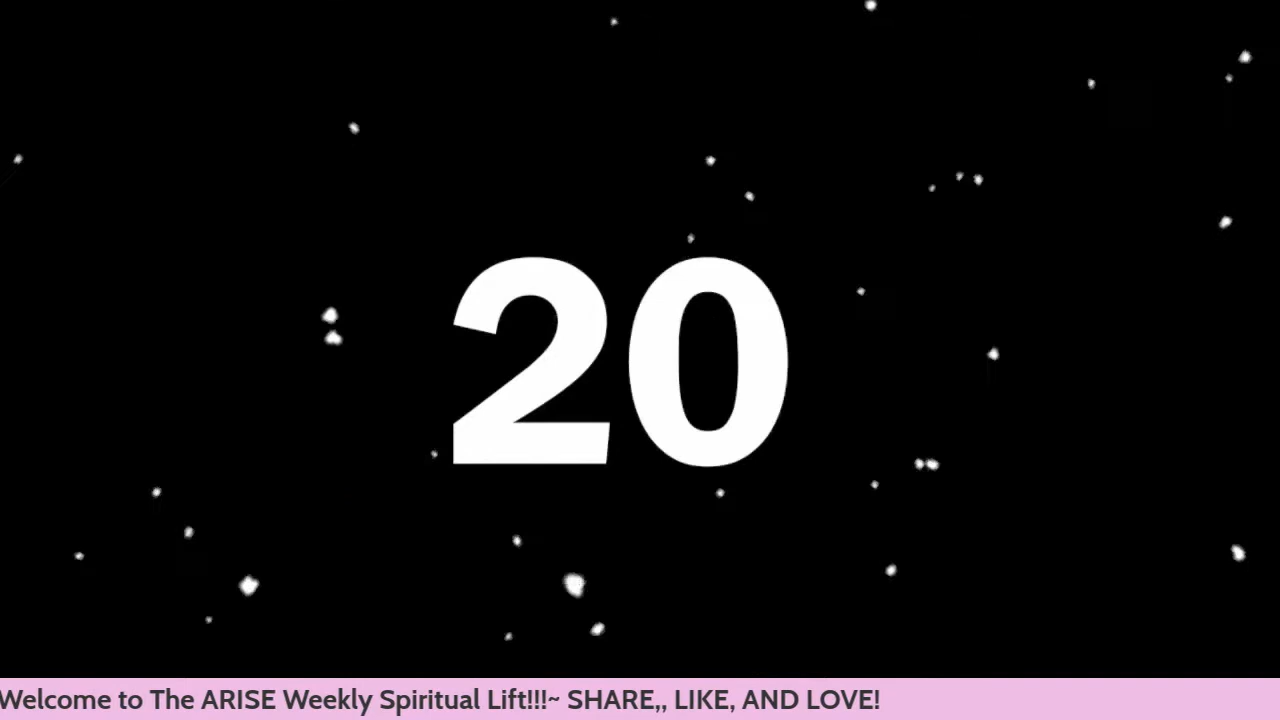 20
Welcome to The ARISE Weekly Spiritual Lift!!!~ SHARE,, LIKE, AND LOVE!